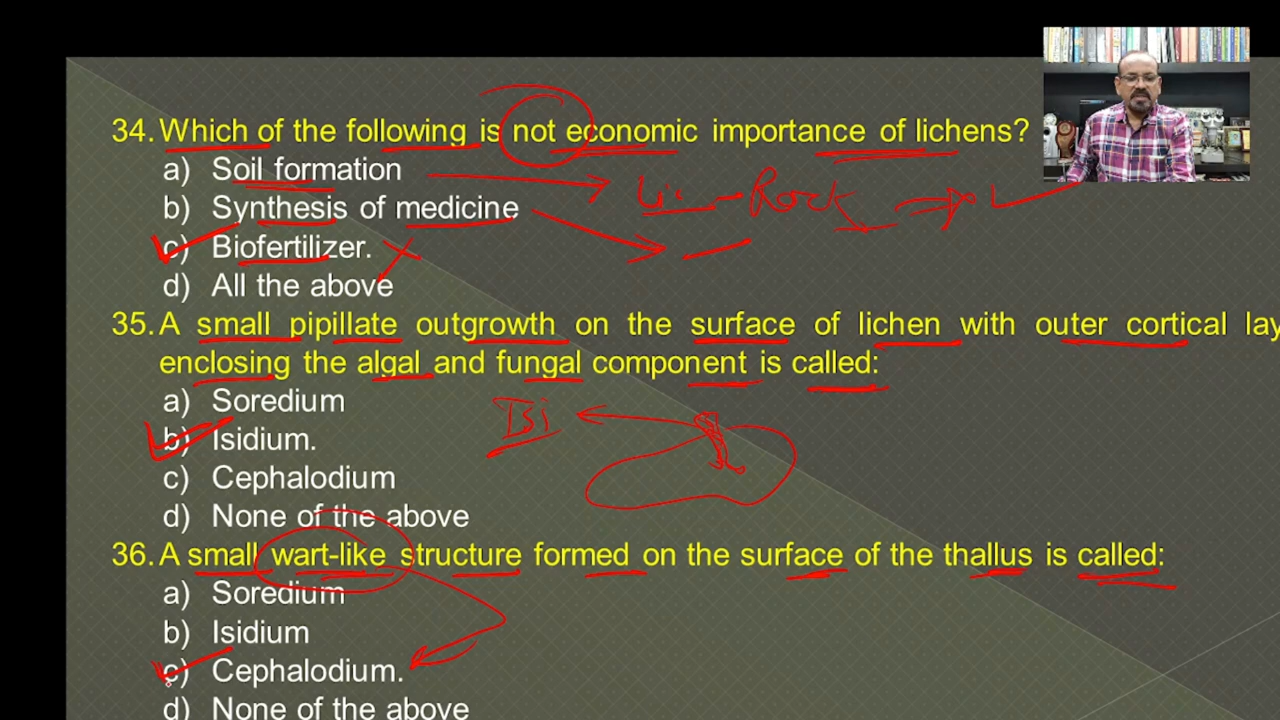 34. Which of the following is not economic importance of lichens?
a) Soil formation
Lic Rock
b) Synthesis of medicine
c) Biofertilizer.
d) All the above
35. A small pipillate outgrowth on the surface of lichen with outer cortical lay
enclosing the algal and fungal component is called:
a) Soredium
Isi
b) Isidium.
c) Cephalodium
d) None of the above
36. A small wart-like structure formed on the surface of the thallus is called:
a) Soredium
b) Isidium
c) Cephalodium.
d) None of the above